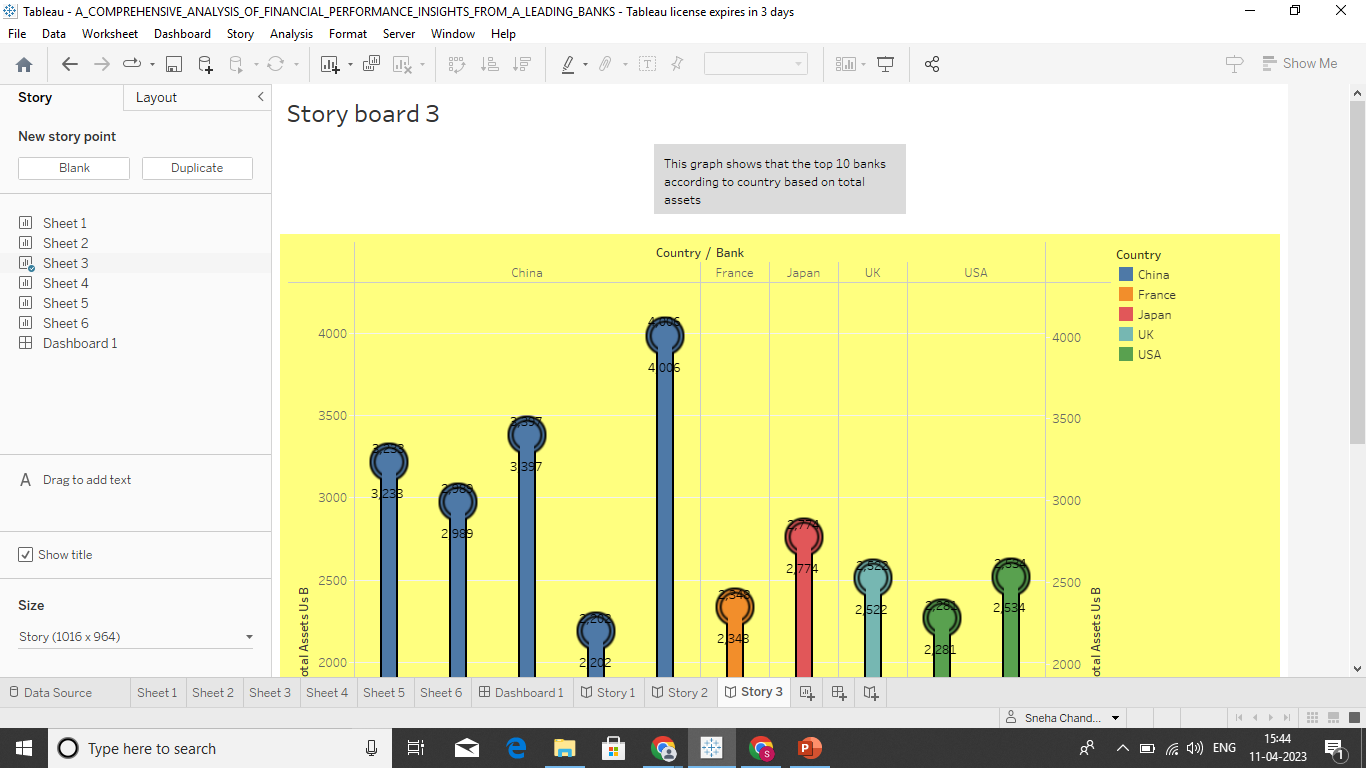 Tableau - A_COMPREHENSIVE_ANALYSIS_OF_FINANCIAL_PERFORMANCE_INSIGHTS_FROM_A_LEADING_BANKS - Tableau license expires in 3 days
File Data Worksheet Dashboard Story Analysis Format Server Window Help
Show Me
Story Layout
New story point
Blank Duplicate
Sheet 1
Sheet 2
Sheet 3
Sheet 4
Sheet 5
Sheet 6
Dashboard 1
A Drag to add text
Show title
Size
Story (1016 x 964)
Story board 3
This graph shows that the top 10 banks
according to country based on total
assets
Country / Bank
China France Japan UK USA
4000
3500
3000
2500
2000
otal Assets Us B
3,233
3,233
2,989
2,989
3,397
3,397
2,202
2,202
4,006
4,006
2,348
2,348
2,774
2,774
2,522
2,522
2,281
2,281
2,534
2,534
4000
3500
3000
2500
2000
otal Assets Us B
Country
China
France
Japan
UK
USA
Data Source Sheet 1 Sheet 2 Sheet 3 Sheet 4 Sheet 5 Sheet 6 Dashboard 1 Story 1 Story 2 Story 3
Sneha Chand...
Type here to search
ENG
15:44
11-04-2023
1